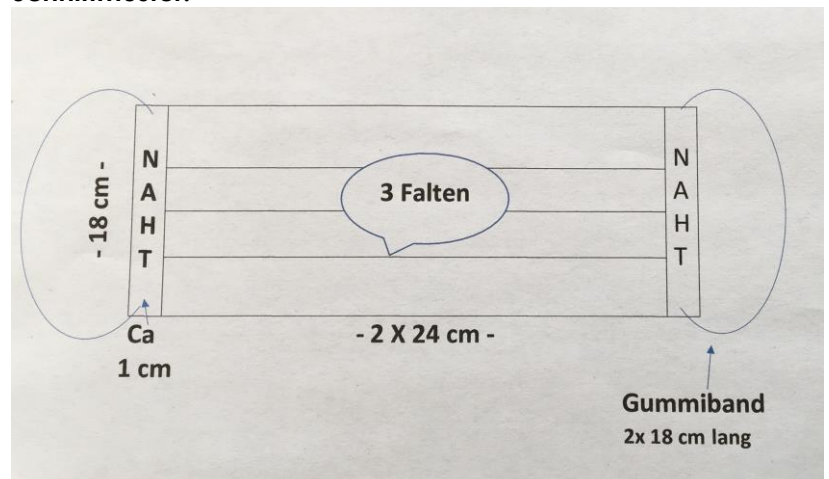 N
A
H
T
- 18 cm -
3 Falten
N
A
H
T
Ca
1 cm
- 2 X 24 cm -
Gummiband
2x 18 cm lang